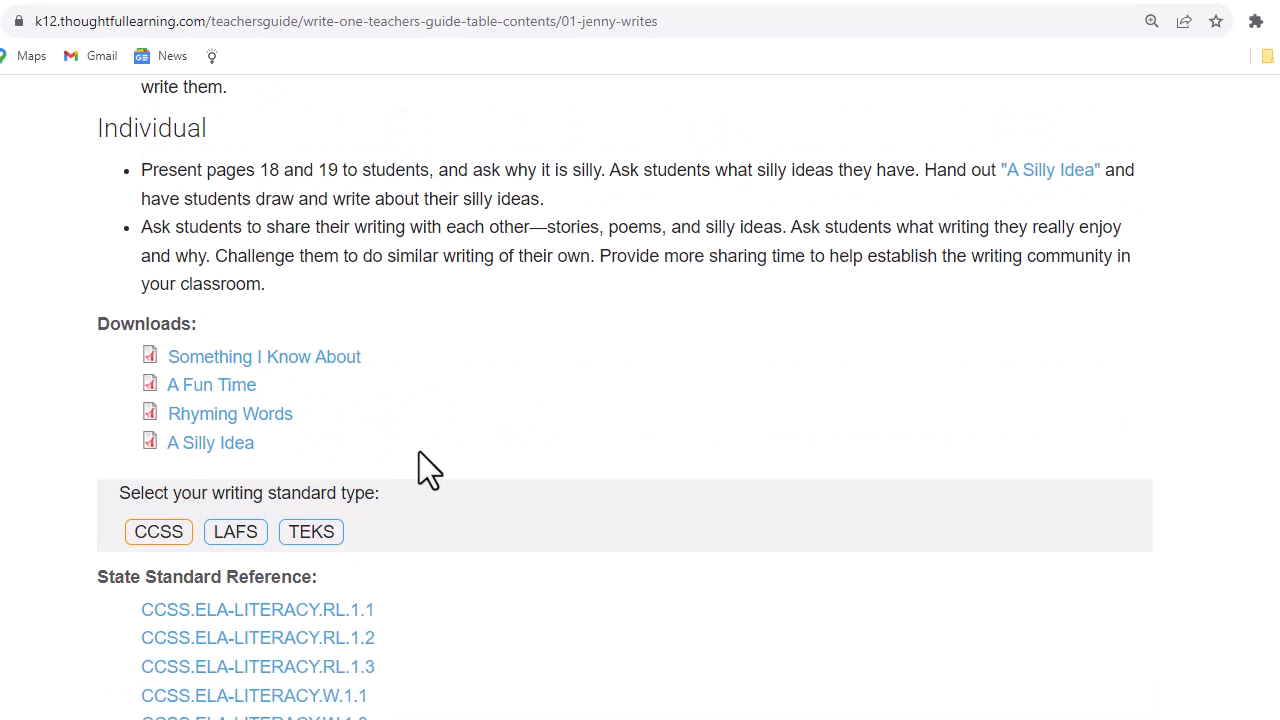 k12.thoughtfullearning.com/teachersguide/write-one-teachers-guide-table-contents/01-jenny-writes
Maps Gmail News
write them.
Individual
• Present pages 18 and 19 to students, and ask why it is silly. Ask students what silly ideas they have. Hand out "A Silly Idea" and
have students draw and write about their silly ideas.
• Ask students to share their writing with each other—stories, poems, and silly ideas. Ask students what writing they really enjoy
and why. Challenge them to do similar writing of their own. Provide more sharing time to help establish the writing community in
your classroom.
Downloads:
Something I Know About
A Fun Time
Rhyming Words
A Silly Idea
Select your writing standard type:
CCSS LAFS TEKS
State Standard Reference:
CCSS.ELA-LITERACY.RL.1.1
CCSS.ELA-LITERACY.RL.1.2
CCSS.ELA-LITERACY.RL.1.3
CCSS.ELA-LITERACY.W.1.1